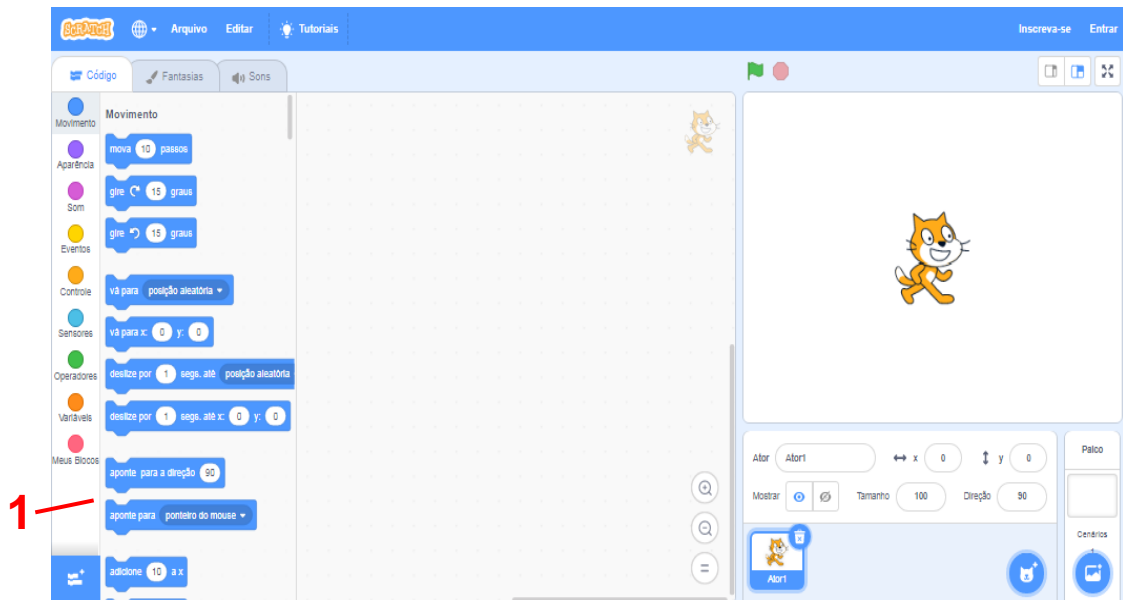 SCRATCH Arquivo Editar Tutoriais Inscreva-se Entrar
Código Fantasias Sons
Movimento
Aparência
Som
Eventos
Controle
Sensores
Operadores
Variáveis
Meus Blocos
1
Movimento
mova 10 passos
gire 15 graus
gire 15 graus
vá para posição aleatória
vá para x: 0 y: 0
deslize por 1 segs. até posição aleatória
deslize por 1 segs. até x: 0 y: 0
aponte para a direção 90
aponte para ponteiro do mouse
adicione 10 a x
Ator Ator1 x 0 y 0
Mostrar Tamanho 100 Direção 90
Ator1
Palco
Cenários